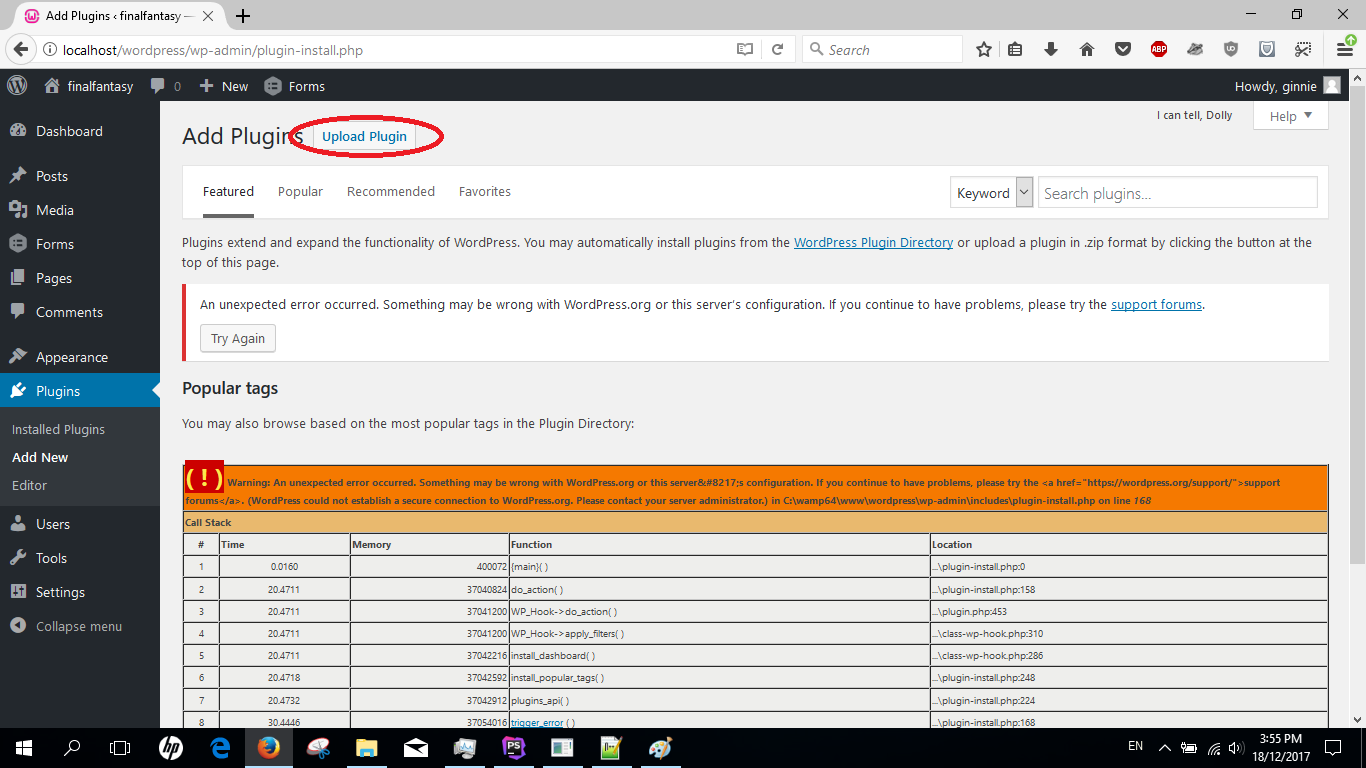 Add Plugins ‹ finalfantasy —
localhost/wordpress/wp-admin/plugin-install.php
Search
ABP
finalfantasy
0
New
Forms
Howdy, ginnie
Dashboard
Posts
Media
Forms
Pages
Comments
Appearance
Plugins
Installed Plugins
Add New
Editor
Users
Tools
Settings
Collapse menu
I can tell, Dolly
Help
Add Plugins
Upload Plugin
Featured
Popular
Recommended
Favorites
Keyword
Search plugins...
Plugins extend and expand the functionality of WordPress. You may automatically install plugins from the WordPress Plugin Directory or upload a plugin in .zip format by clicking the button at the
top of this page.
An unexpected error occurred. Something may be wrong with WordPress.org or this server’s configuration. If you continue to have problems, please try the support forums.
Try Again
Popular tags
You may also browse based on the most popular tags in the Plugin Directory:
( ! ) Warning: An unexpected error occurred. Something may be wrong with WordPress.org or this server&#8217;s configuration. If you continue to have problems, please try the <a href="https://wordpress.org/support/">support
forums</a>. (WordPress could not establish a secure connection to WordPress.org. Please contact your server administrator.) in C:\wamp64\www\wordpress\wp-admin\includes\plugin-install.php on line 168
Call Stack
# Time Memory Function Location
1 0.0160 400072 {main}( ) ...\plugin-install.php:0
2 20.4711 37040824 do_action( ) ...\plugin-install.php:158
3 20.4711 37041200 WP_Hook->do_action( ) ...\plugin.php:453
4 20.4711 37041200 WP_Hook->apply_filters( ) ...\class-wp-hook.php:310
5 20.4711 37042216 install_dashboard( ) ...\class-wp-hook.php:286
6 20.4718 37042592 install_popular_tags( ) ...\plugin-install.php:248
7 20.4732 37042912 plugins_api( ) ...\plugin-install.php:224
8 30.4446 37054016 trigger_error ( ) ...\plugin-install.php:168
hp
PS
EN
3:55 PM
18/12/2017